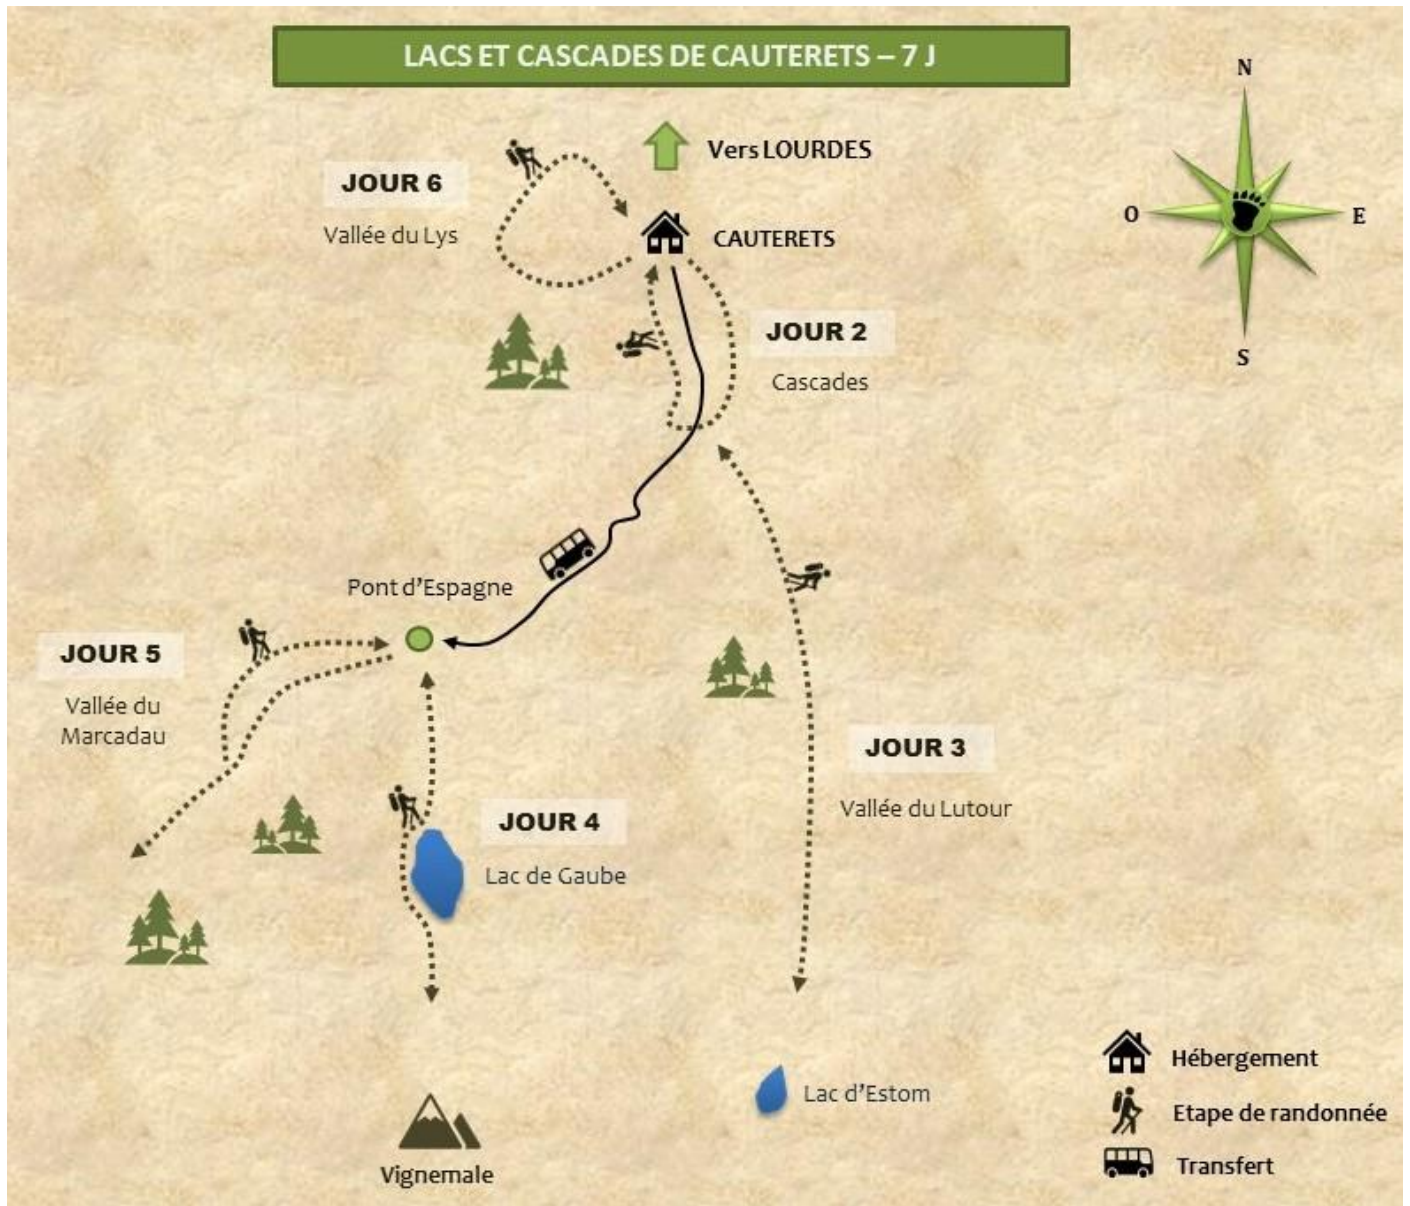 LACS ET CASCADES DE CAUTERETS – 7 J
N
Vers LOURDES
JOUR 6
O
E
Vallée du Lys
CAUTERETS
JOUR 2
S
Cascades
Pont d'Espagne
JOUR 5
Vallée du
Marcadau
JOUR 3
Vallée du Lutour
JOUR 4
Lac de Gaube
Hébergement
Lac d'Estom
Etape de randonnée
Vignemale
Transfert